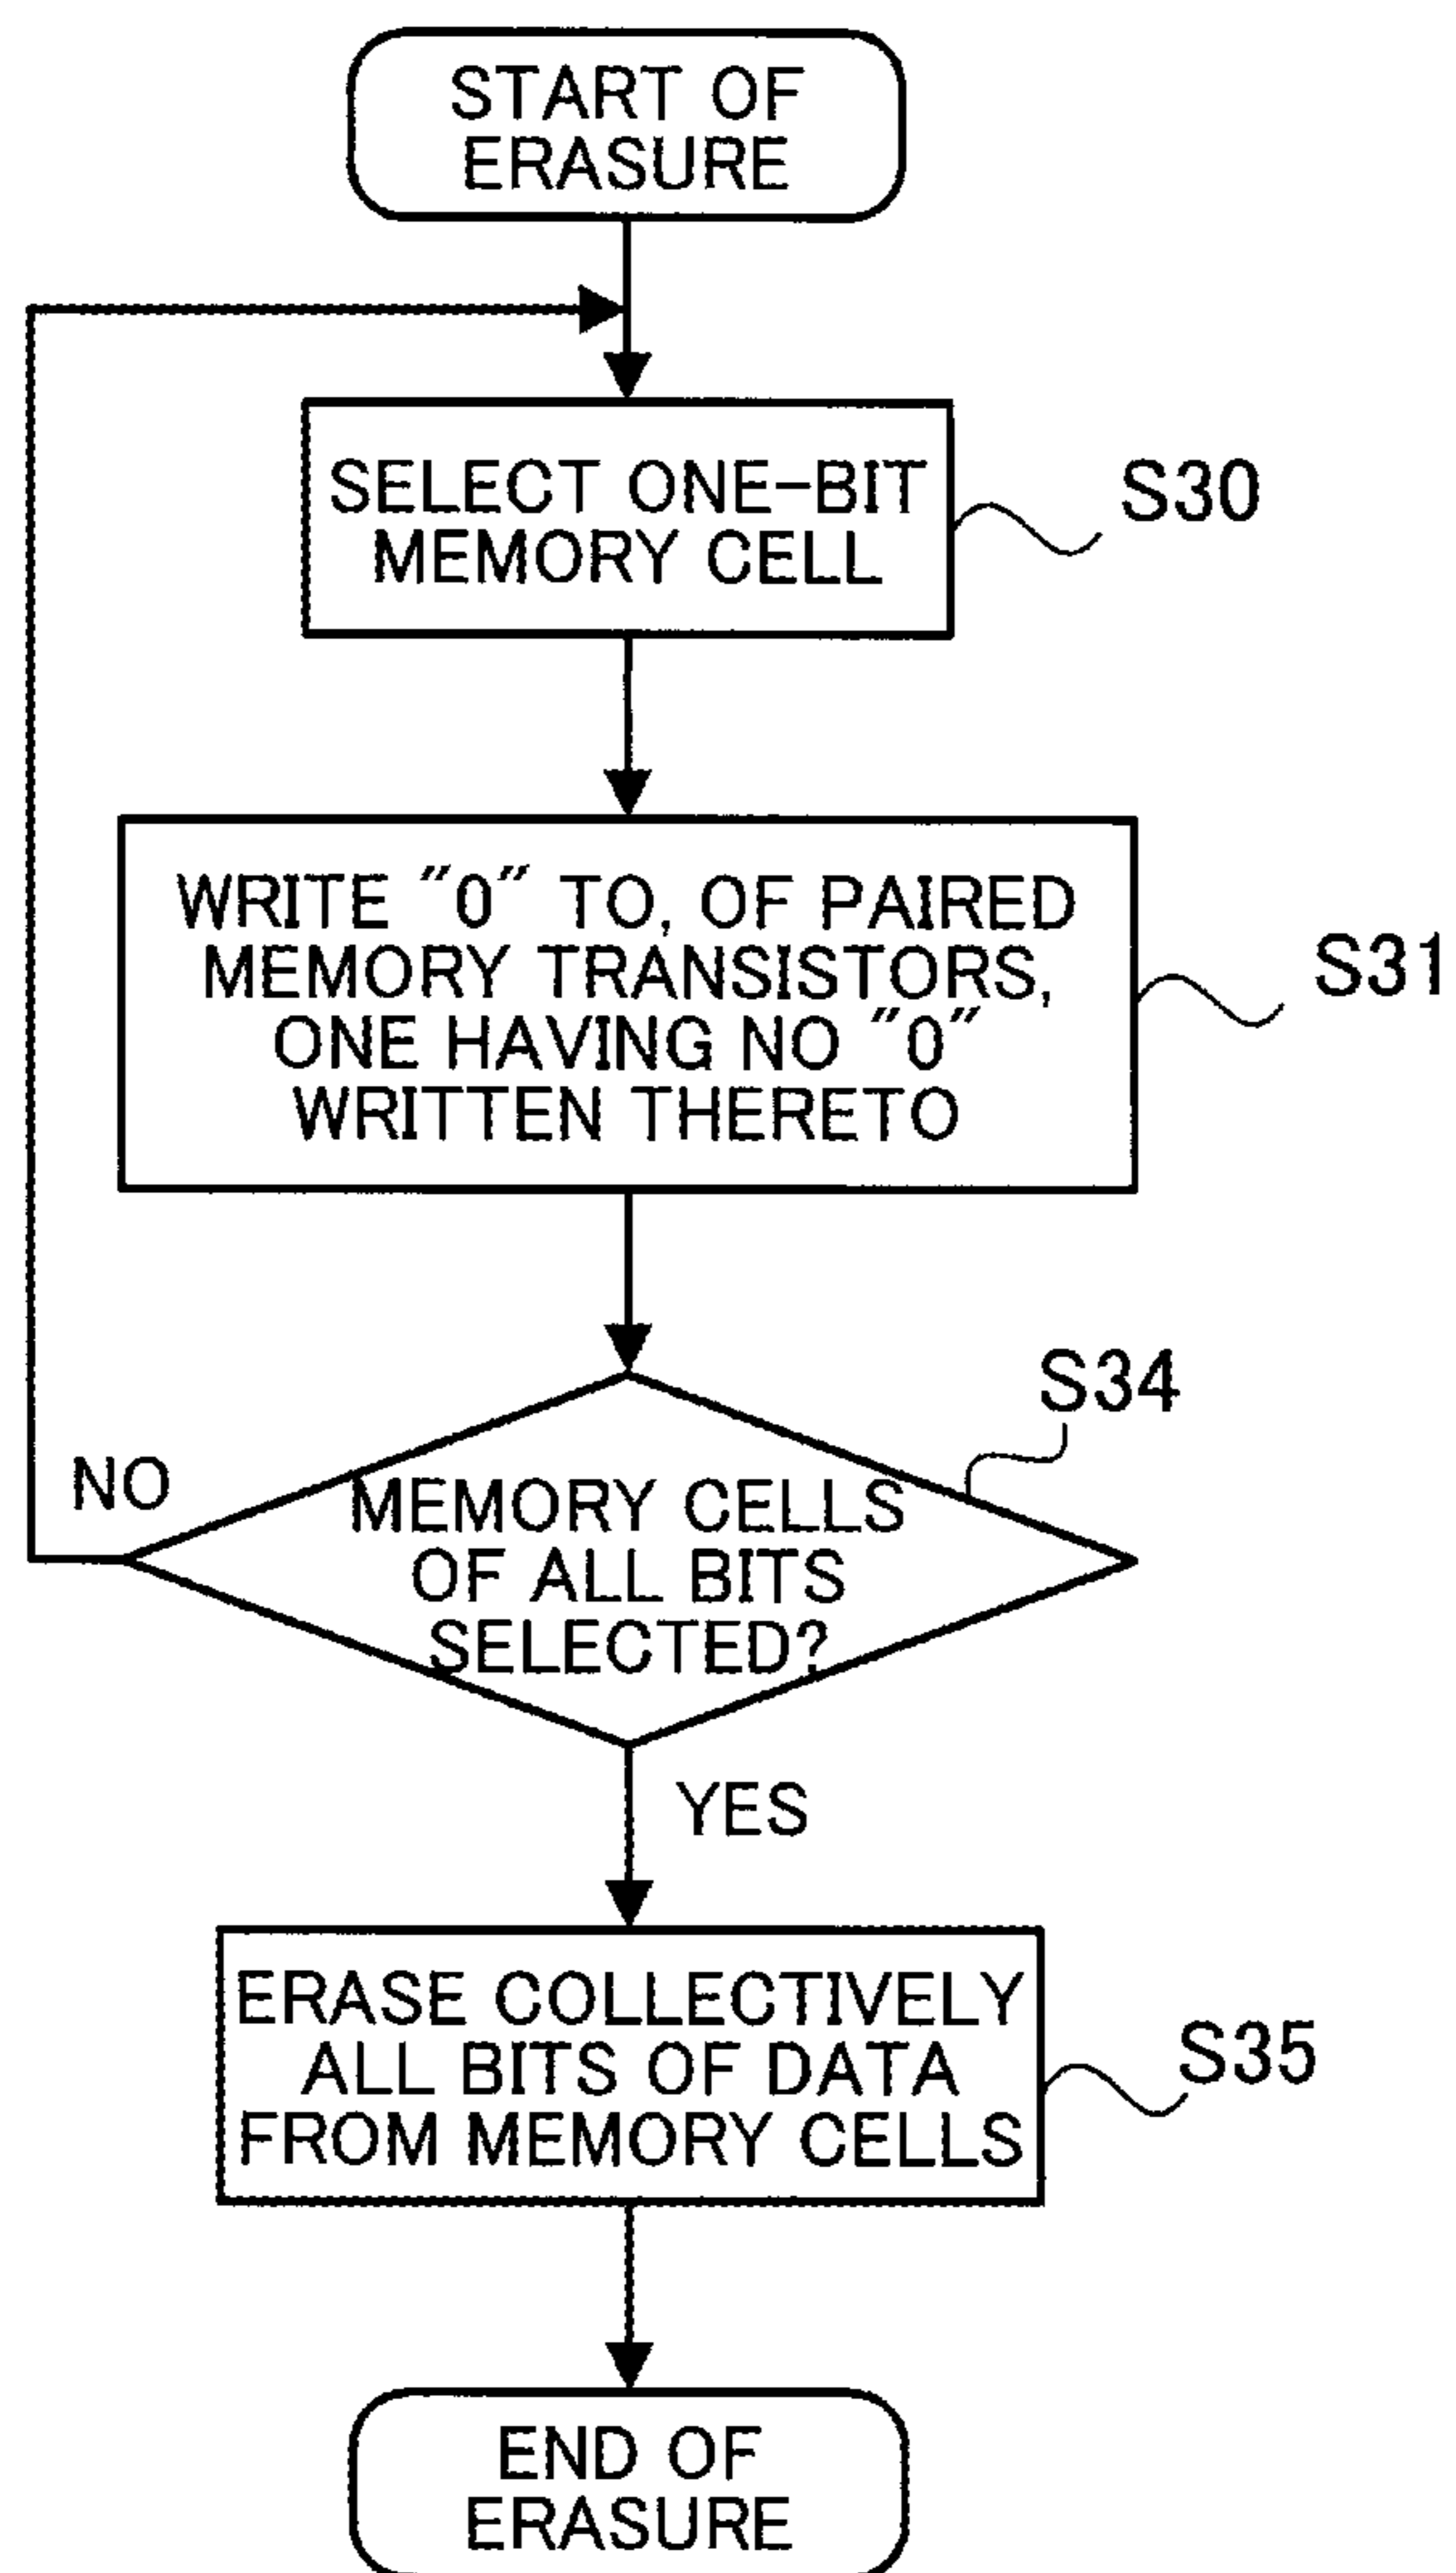 START OF
ERASURE
SELECT ONE-BIT
MEMORY CELL
S30
WRITE "0" TO, OF PAIRED
MEMORY TRANSISTORS,
ONE HAVING NO "0"
WRITTEN THERETO
S31
S34
NO
MEMORY CELLS
OF ALL BITS
SELECTED?
YES
ERASE COLLECTIVELY
ALL BITS OF DATA
FROM MEMORY CELLS
S35
END OF
ERASURE